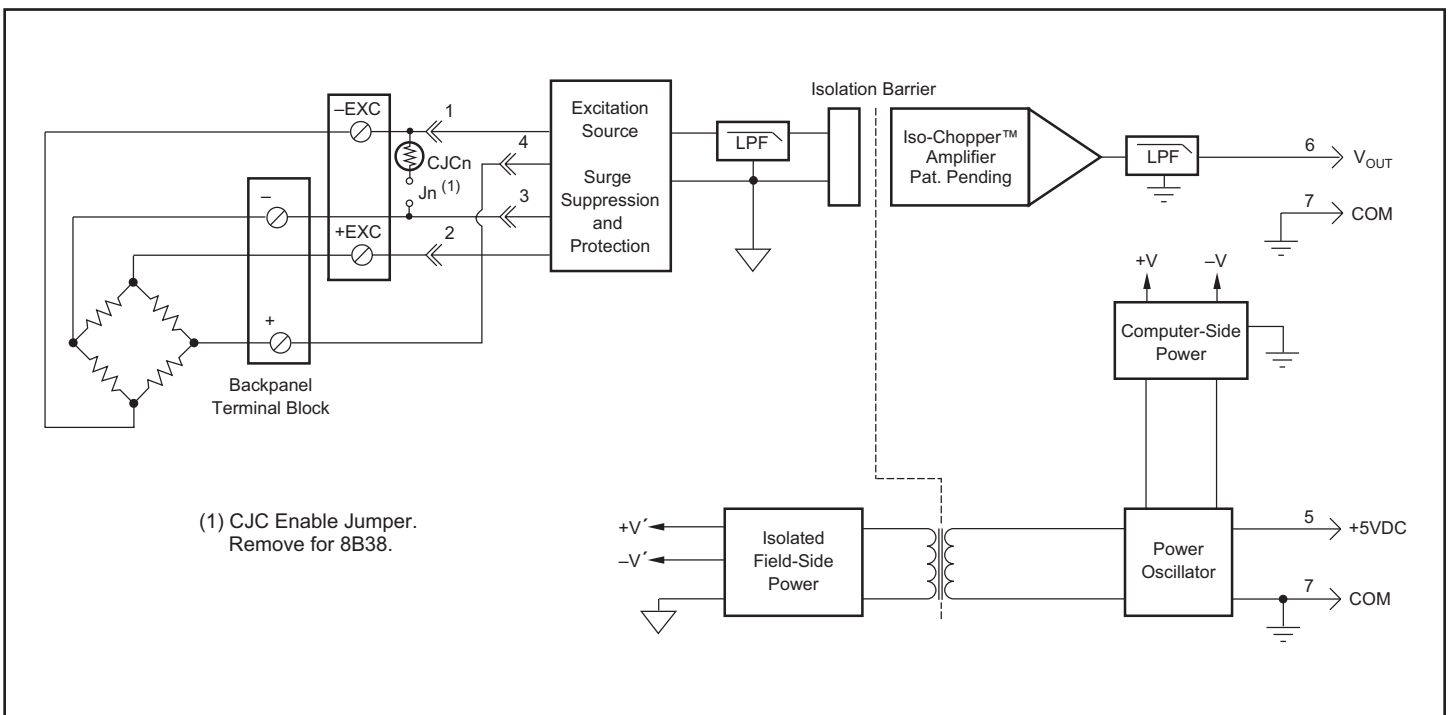 –EXC
1
4
CJCn
Jn (1)
–
3
+EXC
2
+
Backpanel
Terminal Block
Excitation
Source
Surge
Suppression
and
Protection
LPF
Isolation Barrier
Iso-Chopper™
Amplifier
Pat. Pending
LPF
6
VOUT
7
COM
+V
–V
Computer-Side
Power
(1) CJC Enable Jumper.
Remove for 8B38.
+V´
–V´
Isolated
Field-Side
Power
Power
Oscillator
5
+5VDC
7
COM